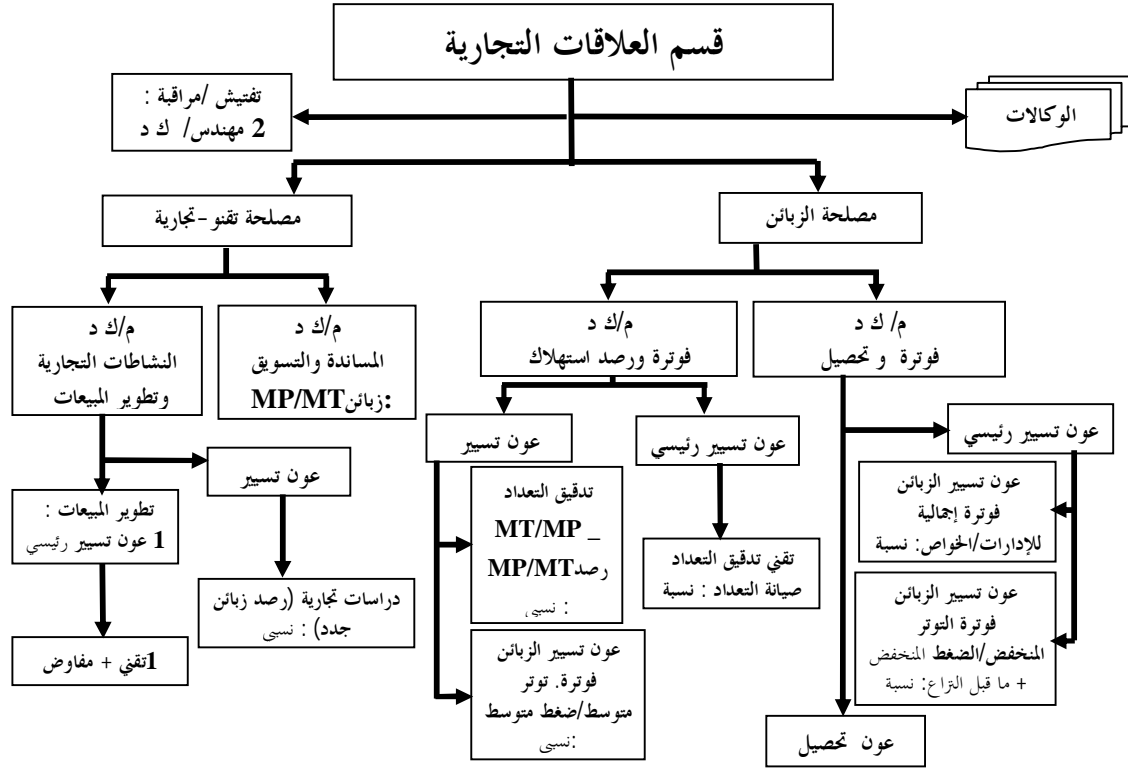 قسم العلاقات التجارية
تفتيش /مراقبة :
2 مهندس/ ك د
الوكالات
مصلحة الزبائن
مصلحة تقنو-تجارية
م/ ك د
فوترة و تحصيل
م/ك د
فوترة ورصد استهلاك
م/ك د
المساندة والتسويق
:زبائنMP/MT
م/ك د
النشاطات التجارية
وتطوير المبيعات
عون تسيير رئيسي
عون تسيير رئيسي
عون تسيير
عون تسيير
عون تسيير الزبائن
فوترة إجمالية
للإدارات/الخواص: نسبة
تدقيق التعداد
MT/MP _
رصدMP/MT
: نسبي
تقني تدقيق التعداد
صيانة التعداد : نسبة
تطوير المبيعات :
1 عون تسيير رئيسي
دراسات تجارية (رصد زبائن
جدد) : نسبي
عون تسيير الزبائن
فوترة التوتر
المنخفض/الضغط المنخفض
+ ما قبل النزاع: نسبة
عون تسيير الزبائن
فوترة. توتر
متوسط/ضغط متوسط
:نسبي
1تقني + مفاوض
عون تحصيل